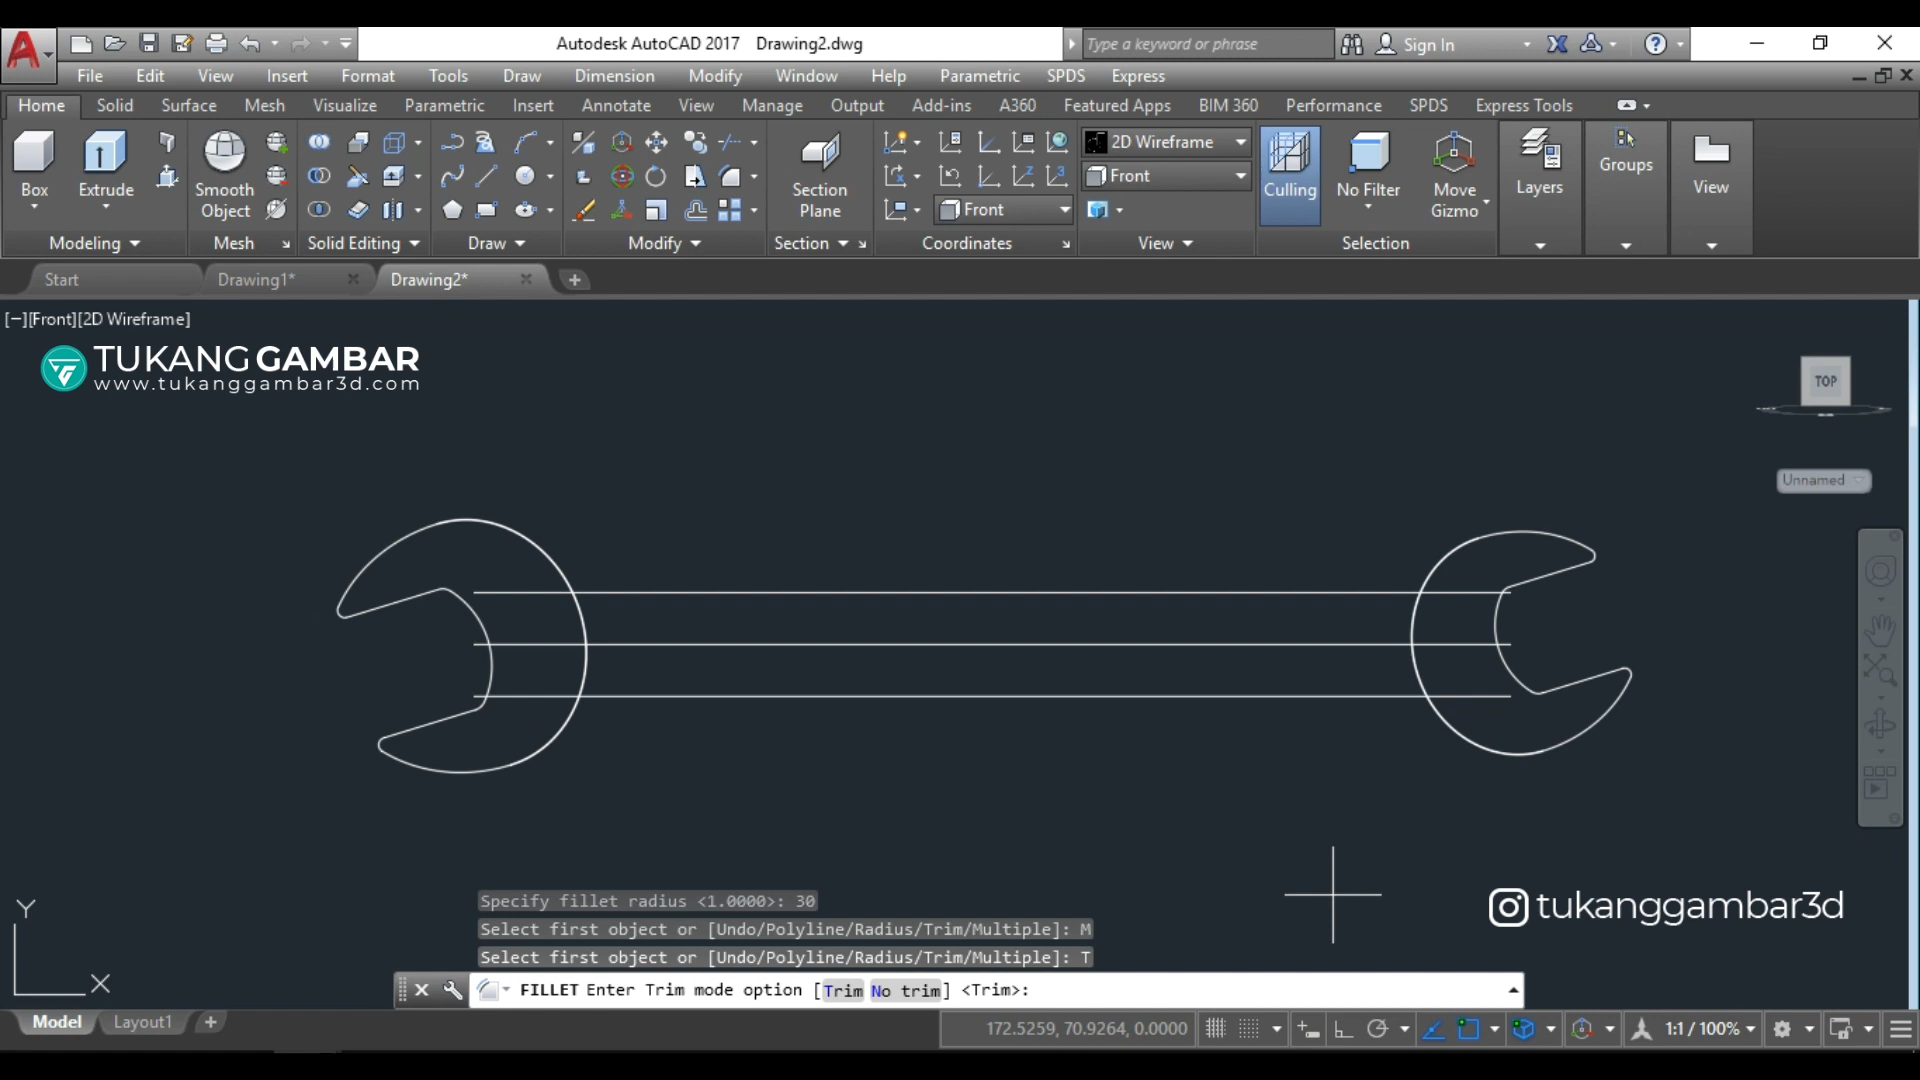 Autodesk AutoCAD 2017 Drawing2.dwg
Type a keyword or phrase
Sign In
File Edit View Insert Format Tools Draw Dimension Modify Window Help Parametric SPDS Express
Home Solid Surface Mesh Visualize Parametric Insert Annotate View Manage Output Add-ins A360 Featured Apps BIM 360 Performance SPDS Express Tools
2D Wireframe
Front
Front
Box
Extrude
Smooth Object
Section Plane
Culling
No Filter
Move Gizmo
Layers
Groups
View
Modeling Mesh Solid Editing Draw Modify Section Coordinates View Selection
Start Drawing1* Drawing2*
[−][Front][2D Wireframe]
TUKANG GAMBAR
www.tukanggambar3d.com
TOP
Unnamed
Specify fillet radius <1.0000>: 30
Select first object or [Undo/Polyline/Radius/Trim/Multiple]: M
Select first object or [Undo/Polyline/Radius/Trim/Multiple]: T
FILLET Enter Trim mode option [Trim No trim] <Trim>:
tukanggambar3d
Y
X
Model Layout1
172.5259, 70.9264, 0.0000
1:1 / 100%